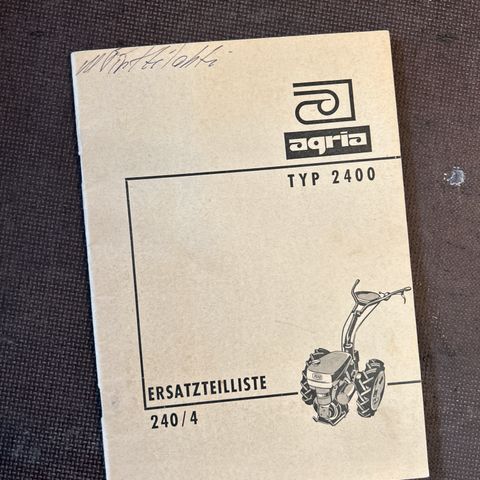 agria
TYP 2400
ERSATZTEILLISTE
240/4